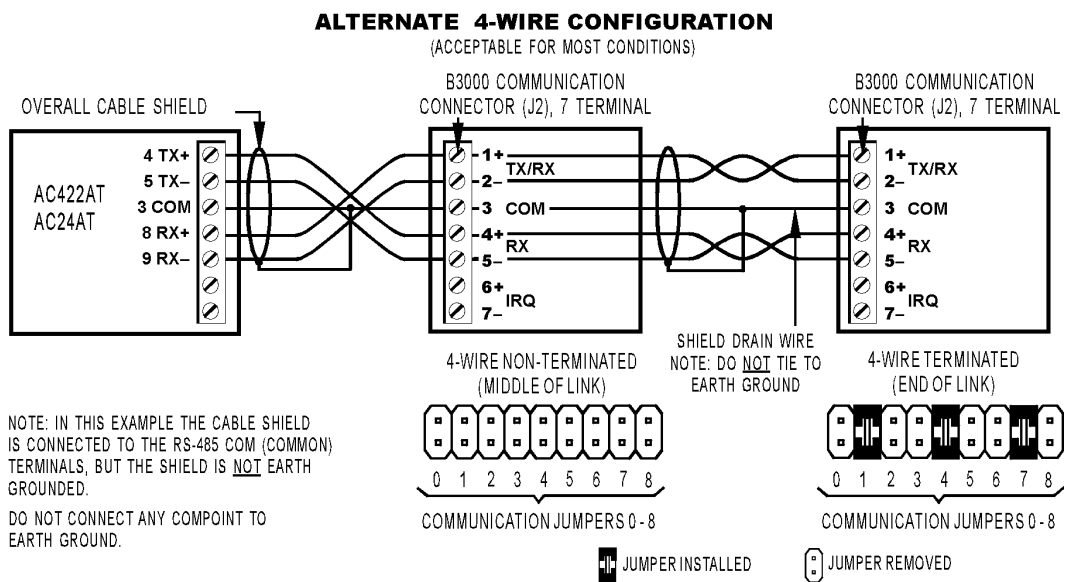 ALTERNATE 4-WIRE CONFIGURATION
(ACCEPTABLE FOR MOST CONDITIONS)
OVERALL CABLE SHIELD
B3000 COMMUNICATION
CONNECTOR (J2), 7 TERMINAL
B3000 COMMUNICATION
CONNECTOR (J2), 7 TERMINAL
AC422AT
AC24AT
4 TX+
5 TX–
3 COM
8 RX+
9 RX–
1+
TX/RX
2–
3 COM
4+
RX
5–
6+
IRQ
7–
1+
TX/RX
2–
3 COM
4+
RX
5–
6+
IRQ
7–
SHIELD DRAIN WIRE
NOTE: DO NOT TIE TO
EARTH GROUND
4-WIRE NON-TERMINATED
(MIDDLE OF LINK)
4-WIRE TERMINATED
(END OF LINK)
NOTE: IN THIS EXAMPLE THE CABLE SHIELD
IS CONNECTED TO THE RS-485 COM (COMMON)
TERMINALS, BUT THE SHIELD IS NOT EARTH
GROUNDED.
DO NOT CONNECT ANY COMPOINT TO
EARTH GROUND.
0 1 2 3 4 5 6 7 8
COMMUNICATION JUMPERS 0 - 8
0 1 2 3 4 5 6 7 8
COMMUNICATION JUMPERS 0 - 8
JUMPER INSTALLED
JUMPER REMOVED